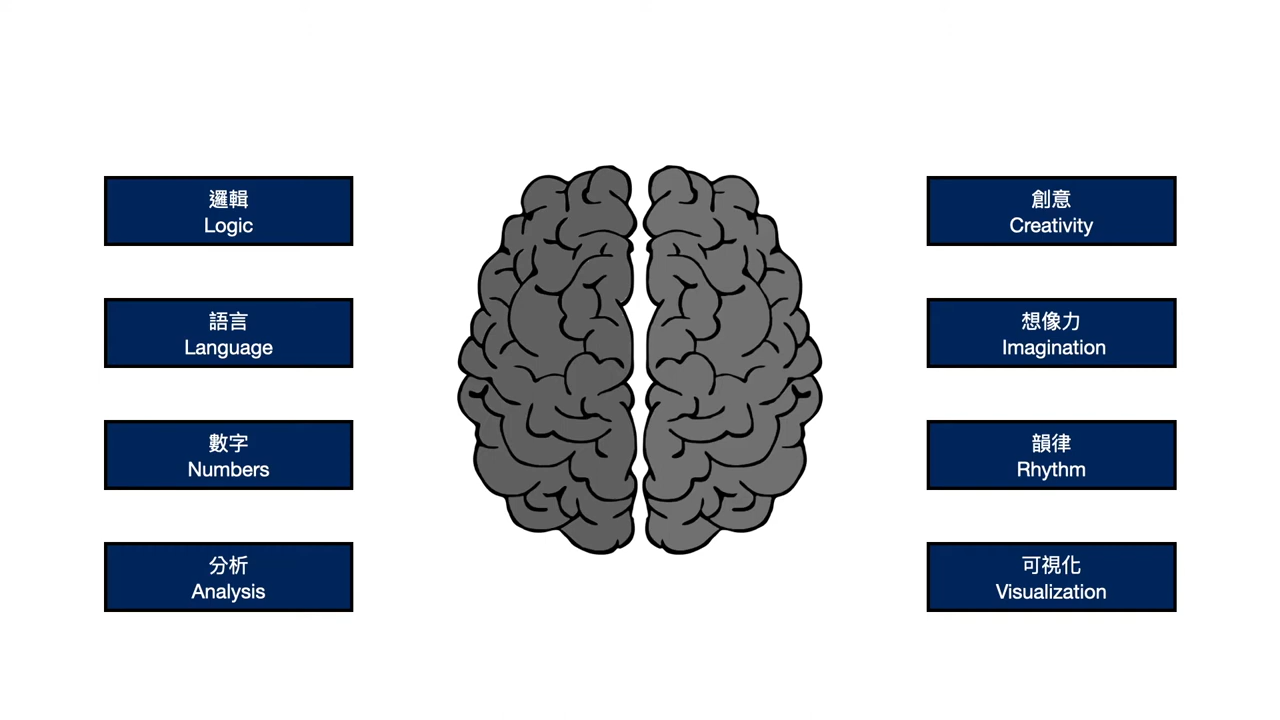 邏輯
Logic
語言
Language
數字
Numbers
分析
Analysis
創意
Creativity
想像力
Imagination
韻律
Rhythm
可視化
Visualization